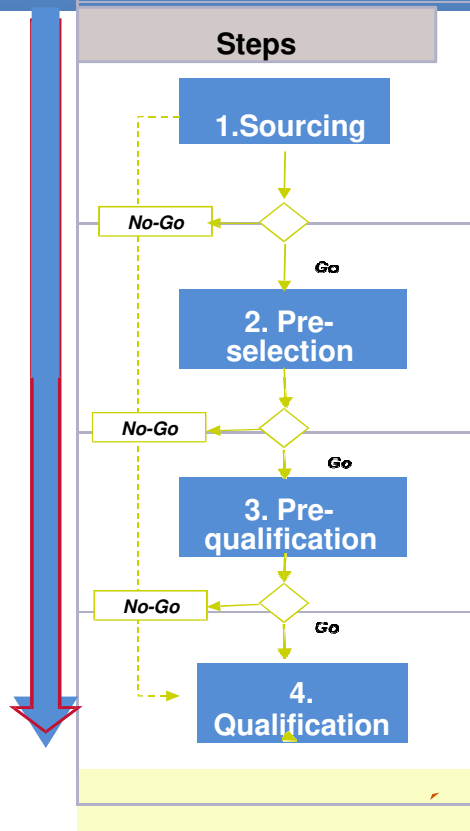 Steps
1.Sourcing
No-Go
Go
2. Pre-
selection
No-Go
Go
3. Pre-
qualification
No-Go
Go
4.
Qualification